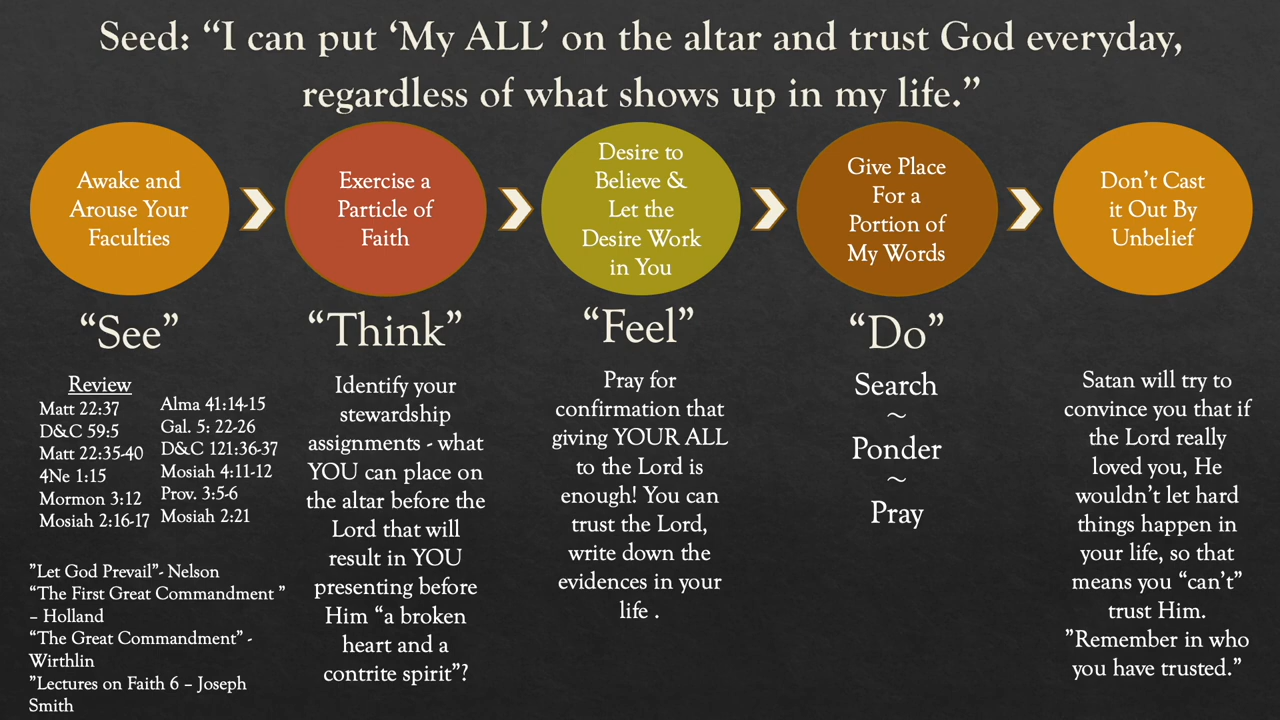 Seed: “I can put ‘My ALL’ on the altar and trust God everyday,
regardless of what shows up in my life.”
Awake and
Arouse Your
Faculties
Exercise a
Particle of
Faith
Desire to
Believe &
Let the
Desire Work
in You
Give Place
For a
Portion of
My Words
Don’t Cast
it Out By
Unbelief
“See”
Review
Matt 22:37
D&C 59:5
Matt 22:35-40
4Ne 1:15
Mormon 3:12
Mosiah 2:16-17
Alma 41:14-15
Gal. 5: 22-26
D&C 121:36-37
Mosiah 4:11-12
Prov. 3:5-6
Mosiah 2:21
”Let God Prevail”- Nelson
“The First Great Commandment ”
– Holland
“The Great Commandment” -
Wirthlin
”Lectures on Faith 6 – Joseph
Smith
“Think”
Identify your
stewardship
assignments - what
YOU can place on
the altar before the
Lord that will
result in YOU
presenting before
Him “a broken
heart and a
contrite spirit”?
“Feel”
Pray for
confirmation that
giving YOUR ALL
to the Lord is
enough! You can
trust the Lord,
write down the
evidences in your
life .
“Do”
Search
~
Ponder
~
Pray
Satan will try to
convince you that if
the Lord really
loved you, He
wouldn’t let hard
things happen in
your life, so that
means you “can’t”
trust Him.
”Remember in who
you have trusted.”